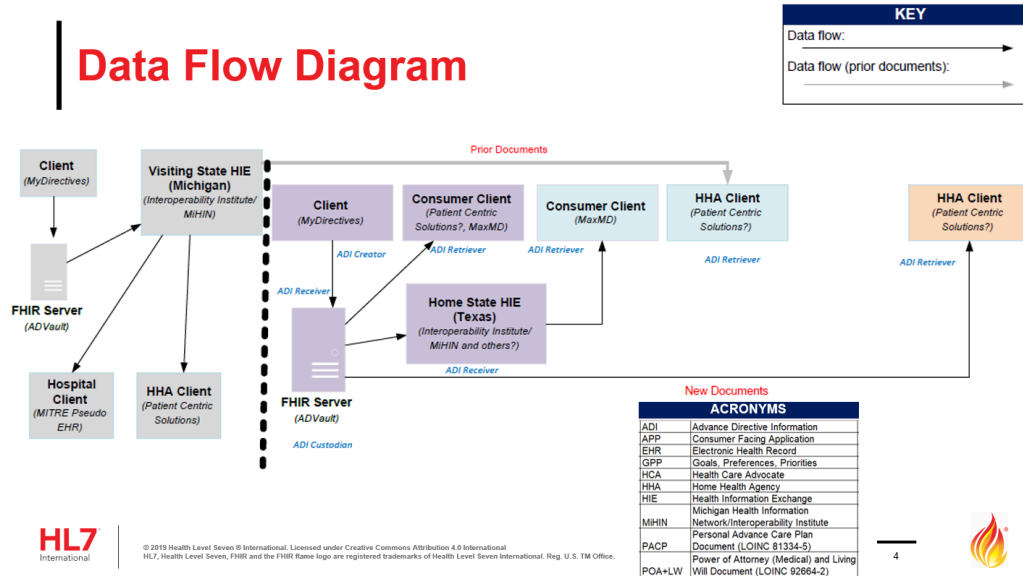 Data Flow Diagram
KEY
Data flow:
Data flow (prior documents):
Prior Documents
Client
(MyDirectives)
FHIR Server
(ADVault)
Visiting State HIE
(Michigan)
(Interoperability Institute/
MiHIN)
Hospital
Client
(MITRE Pseudo
EHR)
HHA Client
(Patient Centric
Solutions)
Client
(MyDirectives)
ADI Creator
ADI Receiver
FHIR Server
(ADVault)
ADI Custodian
Consumer Client
(Patient Centric
Solutions?, MaxMD)
ADI Retriever
Home State HIE
(Texas)
(Interoperability Institute/
MiHIN and others?)
ADI Receiver
Consumer Client
(MaxMD)
ADI Retriever
HHA Client
(Patient Centric
Solutions?)
ADI Retriever
HHA Client
(Patient Centric
Solutions?)
ADI Retriever
New Documents
ACRONYMS
ADI Advance Directive Information
APP Consumer Facing Application
EHR Electronic Health Record
GPP Goals, Preferences, Priorities
HCA Health Care Advocate
HHA Home Health Agency
HIE Health Information Exchange
Michigan Health Information
MiHIN Network/Interoperability Institute
Personal Advance Care Plan
PACP Document (LOINC 81334-5)
Power of Attorney (Medical) and Living
POA+LW Will Document (LOINC 92664-2)
HL7
International
© 2019 Health Level Seven ® International. Licensed under Creative Commons Attribution 4.0 International
HL7, Health Level Seven, FHIR and the FHIR flame logo are registered trademarks of Health Level Seven International. Reg. U.S. TM Office.
4